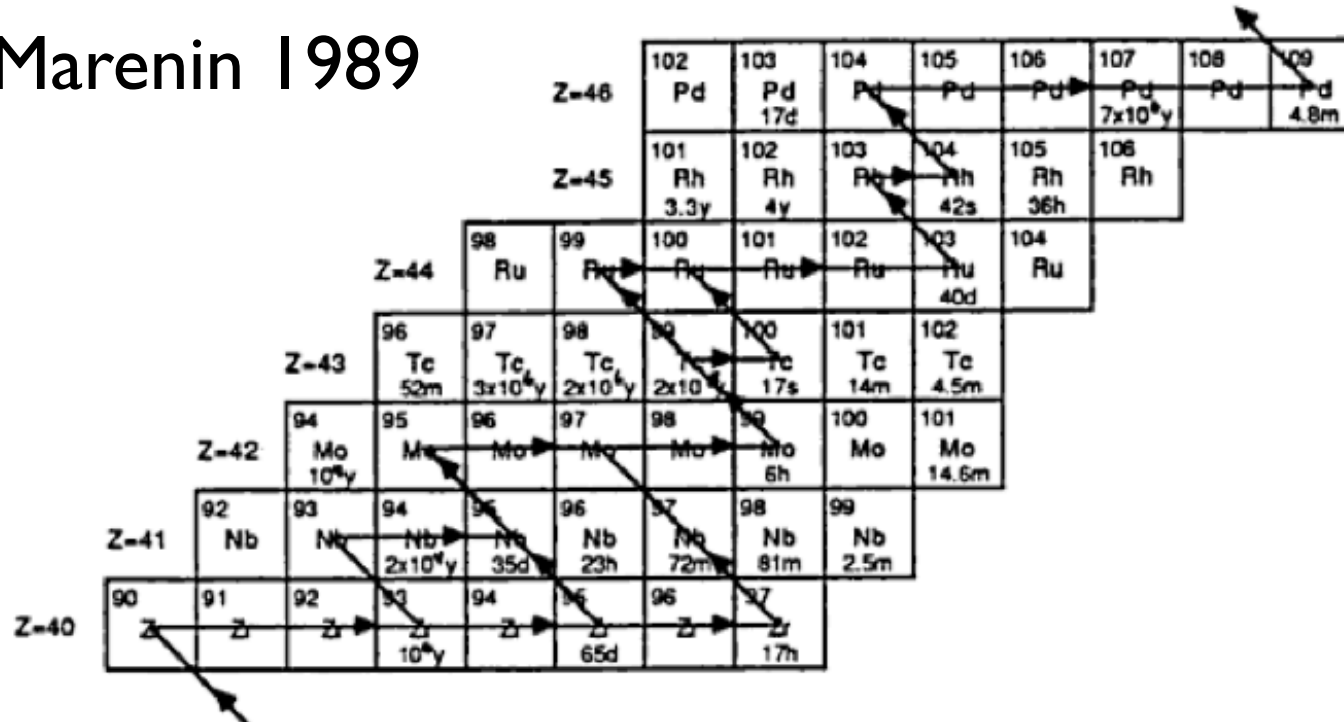 Marenin 1989
102 103 104 105 106 107 108 109
Z=46 Pd Pd Pd Pd Pd Pd Pd Pd
17d 7x10⁶y 4.8m
101 102 103 104 105 106
Z=45 Rh Rh Rh Rh Rh Rh
3.3y 4y 42s 36h
98 99 100 101 102 103 104
Z=44 Ru Ru Ru Ru Ru Ru Ru
40d
96 97 98 99 100 101 102
Z=43 Tc Tc Tc Tc Tc Tc
52m 3x10⁶y 2x10⁶y 2x10 17s 14m 4.5m
94 95 96 97 98 99 100 101
Z=42 Mo Mo Mo Mo Mo Mo Mo Mo
6h 14.6m
92 93 94 95 96 97 98 99
Z=41 Nb Nb Nb Nb Nb Nb Nb Nb
2x10⁴y 35d 23h 72m 81m 2.5m
90 91 92 93 94 95 96 97
Z=40 Zr Zr Zr Zr Zr Zr Zr Zr
65d 17h